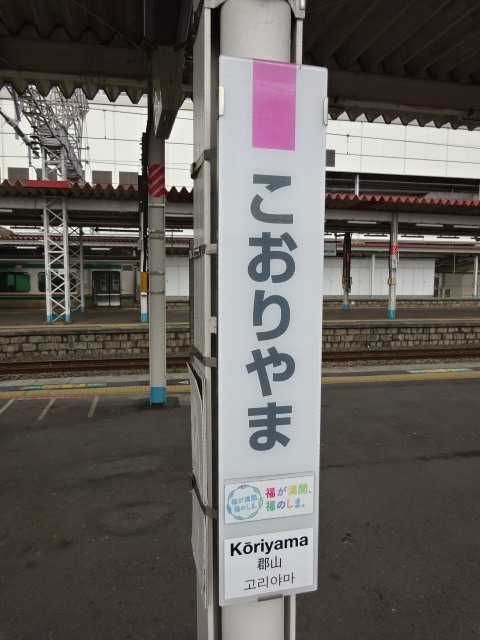 こおりやま
福が満開、
福のしま。
福が満開、
福のしま。
Kōriyama
郡山
고리야마